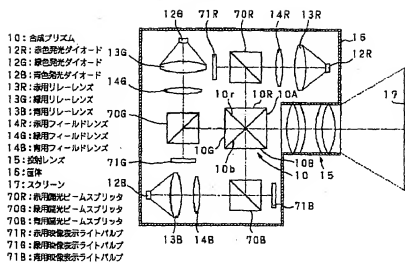 10:合成プリズム
12R:赤色発光ダイオード
12G:緑色発光ダイオード
12B:青色発光ダイオード
13R:赤用リレーレンズ
13G:緑用リレーレンズ
13B:青用リレーレンズ
14R:赤用フィールドレンズ
14G:緑用フィールドレンズ
14B:青用フィールドレンズ
15:投射レンズ
16:筐体
17:スクリーン
70R:赤用偏光ビームスプリッタ
70G:緑用偏光ビームスプリッタ
70B:青用偏光ビームスプリッタ
71R:赤用映像表示ライトバルブ
71G:緑用映像表示ライトバルブ
71B:青用映像表示ライトバルブ
12G
71R
70R
14R
13R
16
13G
12R
17
14G
10r
10R
10A
70G
10G
10B
71G
10b
10
15
12B
13B
14B
70B
71B